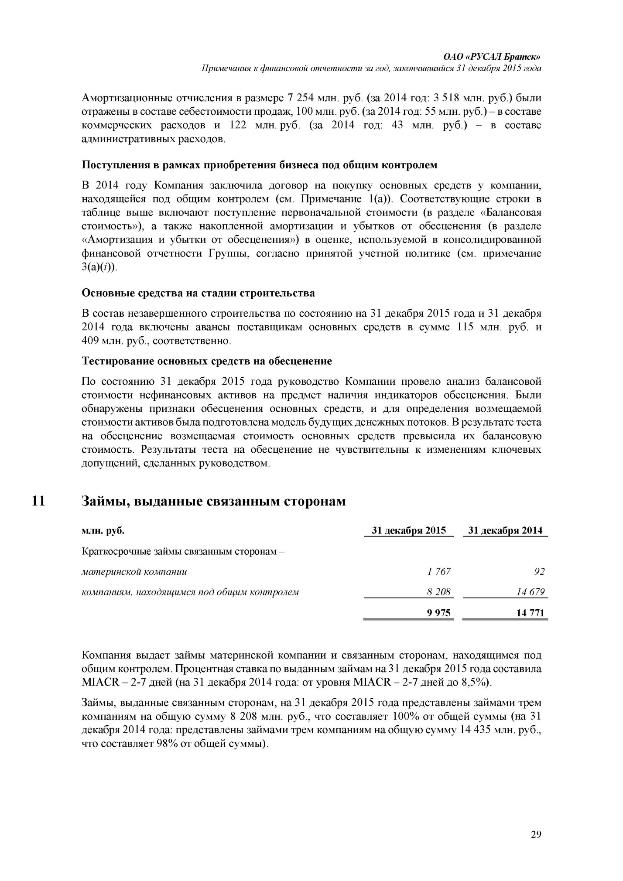 ОАО «РУСАЛ Братск»
Примечания к финансовой отчетности за год, закончившийся 31 декабря 2015 года
Амортизационные отчисления в размере 7 254 млн. руб. (за 2014 год: 3 518 млн. руб.) были
отражены в составе себестоимости продаж, 100 млн. руб. (за 2014 год: 55 млн. руб.) – в составе
коммерческих расходов и 122 млн. руб. (за 2014 год: 43 млн. руб.) – в составе
административных расходов.
Поступления в рамках приобретения бизнеса под общим контролем
В 2014 году Компания заключила договор на покупку основных средств у компании,
находящейся под общим контролем (см. Примечание 1(а)). Соответствующие строки в
таблице выше включают поступление первоначальной стоимости (в разделе «Балансовая
стоимость»), а также накопленной амортизации и убытков от обесценения (в разделе
«Амортизация и убытки от обесценения») в оценке, используемой в консолидированной
финансовой отчетности Группы, согласно принятой учетной политике (см. примечание
3(a)(i)).
Основные средства на стадии строительства
В состав незавершенного строительства по состоянию на 31 декабря 2015 года и 31 декабря
2014 года включены авансы поставщикам основных средств в сумме 115 млн. руб. и
409 млн. руб., соответственно.
Тестирование основных средств на обесценение
По состоянию 31 декабря 2015 года руководство Компании провело анализ балансовой
стоимости нефинансовых активов на предмет наличия индикаторов обесценения. Были
обнаружены признаки обесценения основных средств, и для определения возмещаемой
стоимости активов была подготовлена модель будущих денежных потоков. В результате теста
на обесценение возмещаемая стоимость основных средств превысила их балансовую
стоимость. Результаты теста на обесценение не чувствительны к изменениям ключевых
допущений, сделанных руководством.
11 Займы, выданные связанным сторонам
млн. руб. 31 декабря 2015 31 декабря 2014
Краткосрочные займы связанным сторонам –
материнской компании 1 767 92
компаниям, находящимся под общим контролем 8 208 14 679
9 975 14 771
Компания выдает займы материнской компании и связанным сторонам, находящимся под
общим контролем. Процентная ставка по выданным займам на 31 декабря 2015 года составила
MIACR – 2-7 дней (на 31 декабря 2014 года: от уровня MIACR – 2-7 дней до 8,5%).
Займы, выданные связанным сторонам, на 31 декабря 2015 года представлены займами трем
компаниям на общую сумму 8 208 млн. руб., что составляет 100% от общей суммы (на 31
декабря 2014 года: представлены займами трем компаниям на общую сумму 14 435 млн. руб.,
что составляет 98% от общей суммы).
29